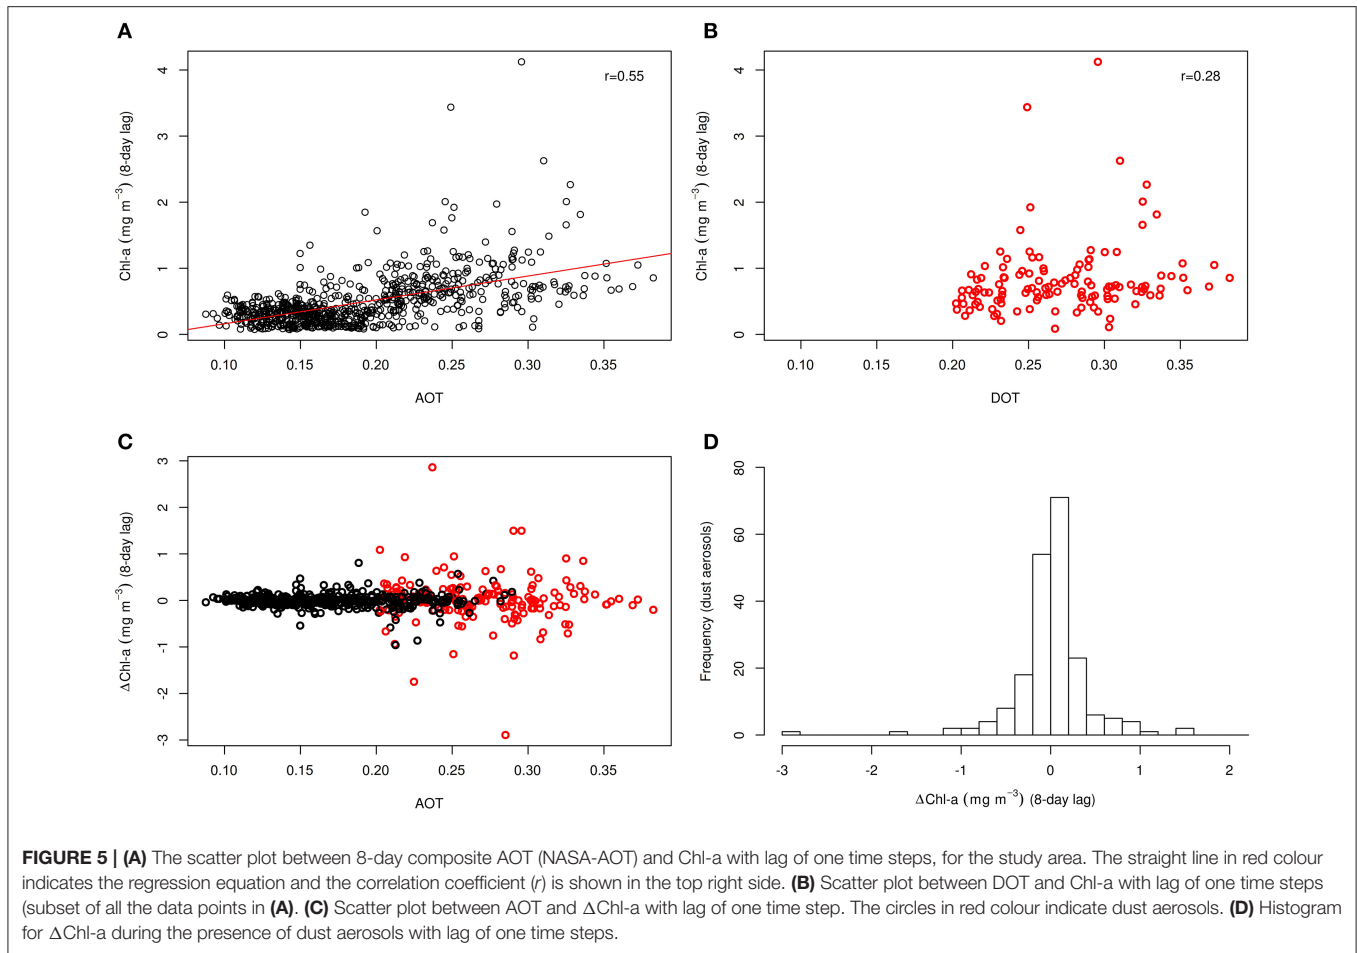 A
r=0.55
Chl-a (mg m⁻³) (8-day lag)
4
3
2
1
0
0.10 0.15 0.20 0.25 0.30 0.35
AOT
B
r=0.28
Chl-a (mg m⁻³) (8-day lag)
4
3
2
1
0
0.10 0.15 0.20 0.25 0.30 0.35
DOT
C
ΔChl-a (mg m⁻³) (8-day lag)
3
2
1
0
-1
-2
-3
0.10 0.15 0.20 0.25 0.30 0.35
AOT
D
Frequency (dust aerosols)
80
60
40
20
0
-3 -2 -1 0 1 2
ΔChl-a (mg m⁻³) (8-day lag)
FIGURE 5 | (A) The scatter plot between 8-day composite AOT (NASA-AOT) and Chl-a with lag of one time steps, for the study area. The straight line in red colour
indicates the regression equation and the correlation coefficient (r) is shown in the top right side. (B) Scatter plot between DOT and Chl-a with lag of one time steps
(subset of all the data points in (A). (C) Scatter plot between AOT and ΔChl-a with lag of one time step. The circles in red colour indicate dust aerosols. (D) Histogram
for ΔChl-a during the presence of dust aerosols with lag of one time steps.